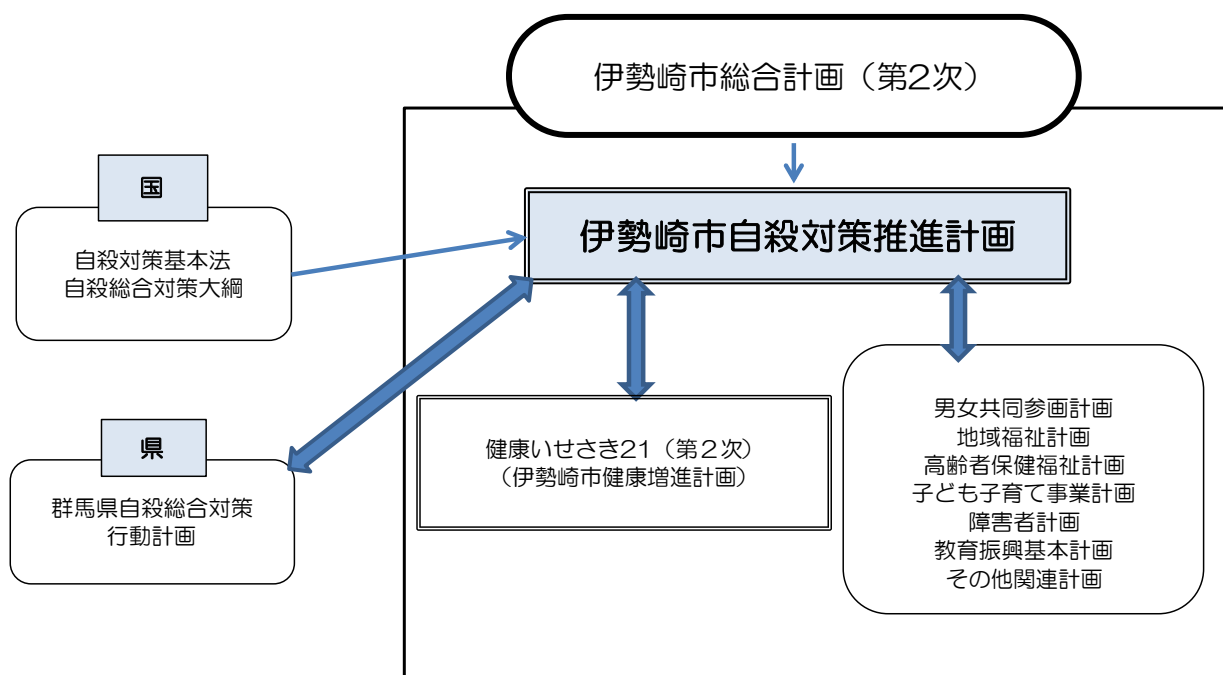 伊勢崎市総合計画（第2次）
国
自殺対策基本法
自殺総合対策大綱
伊勢崎市自殺対策推進計画
県
群馬県自殺総合対策
行動計画
健康いせさき21（第２次）
（伊勢崎市健康増進計画）
男女共同参画計画
地域福祉計画
高齢者保健福祉計画
子ども子育て事業計画
障害者計画
教育振興基本計画
その他関連計画